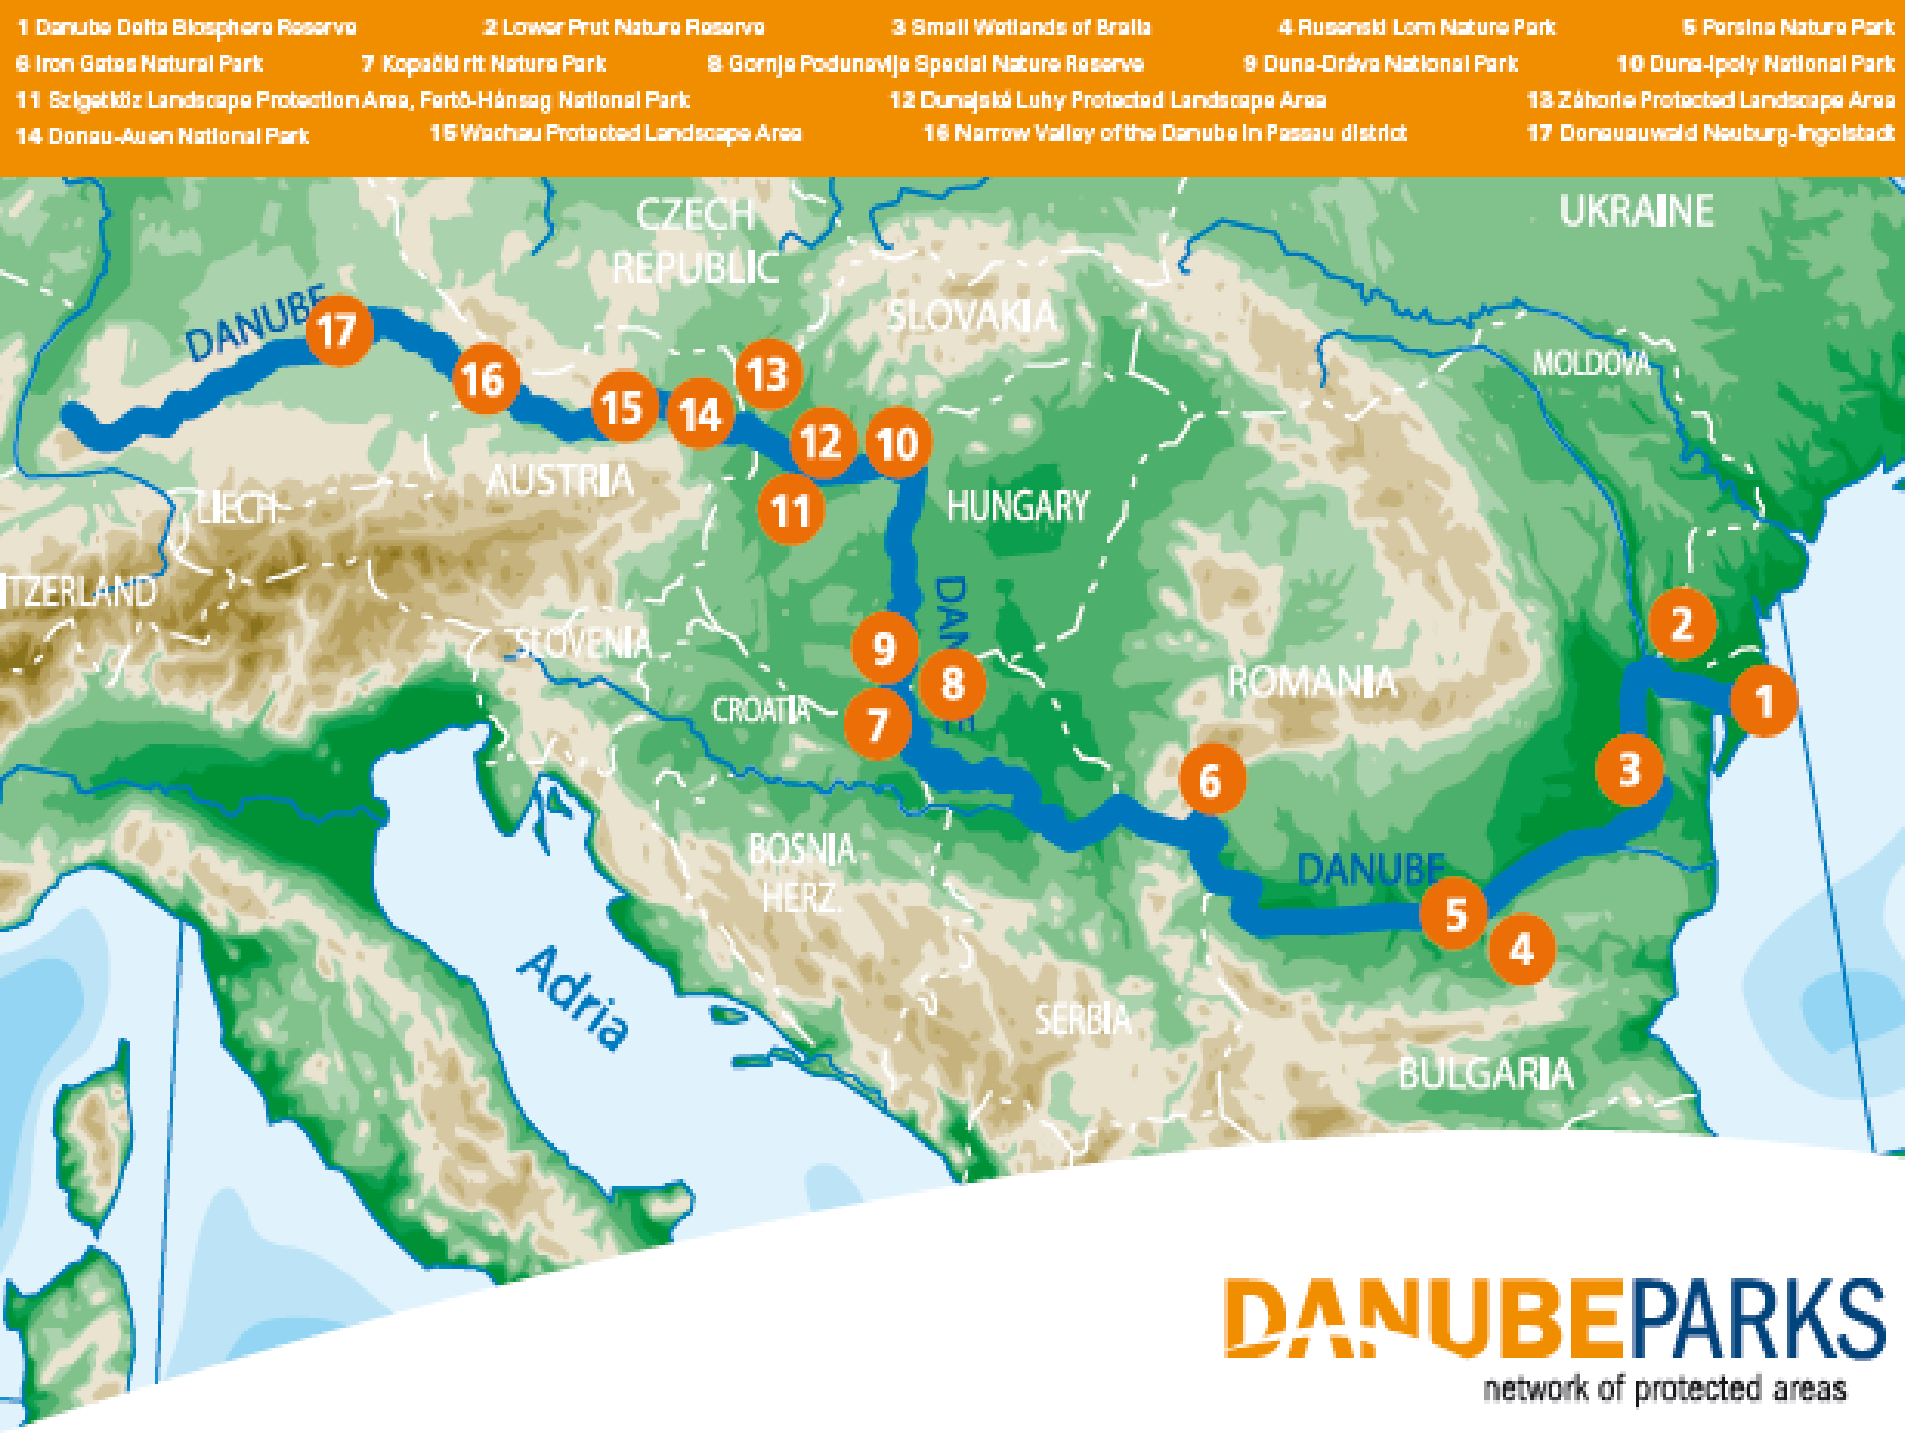 1 Danube Delta Biosphere Reserve 2 Lower Prut Nature Reserve 3 Small Wetlands of Braila 4 Rusenski Lom Nature Park 5 Persina Nature Park
6 Iron Gates Natural Park 7 Kopački rit Nature Park 8 Gornje Podunavlje Special Nature Reserve 9 Duna-Dráva National Park 10 Duna-Ipoly National Park
11 Szigetköz Landscape Protection Area, Fertő-Hánság National Park 12 Dunajské Luhy Protected Landscape Area 13 Záhorie Protected Landscape Area
14 Donau-Auen National Park 15 Wachau Protected Landscape Area 16 Narrow Valley of the Danube in Passau district 17 Donauauwald Neuburg-Ingolstadt
CZECH
REPUBLIC
UKRAINE
SLOVAKIA
DANUBE
17
MOLDOVA
16
13
15
14
12
10
AUSTRIA
11
HUNGARY
LIECH.
ITZERLAND
SLOVENIA
DAN
E
9
8
2
ROMANIA
1
CROATIA
7
6
3
BOSNIA
HERZ.
DANUBE
5
4
Adria
SERBIA
BULGARIA
DANUBEPARKS
network of protected areas